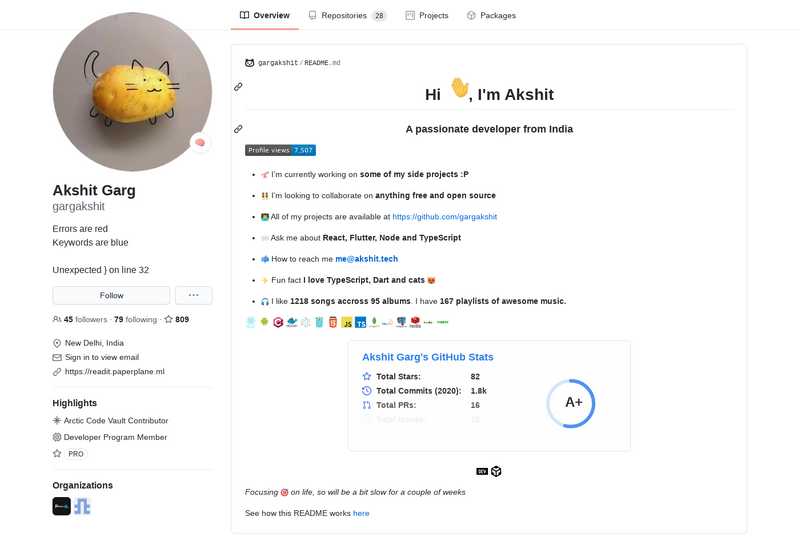 Overview
Repositories 28
Projects
Packages
Akshit Garg
gargakshit
Errors are red
Keywords are blue
Unexpected } on line 32
Follow
45 followers · 79 following · 809
New Delhi, India
Sign in to view email
https://readit.paperplane.ml
Highlights
Arctic Code Vault Contributor
Developer Program Member
PRO
Organizations
gargakshit/README.md
Hi 👋, I'm Akshit
A passionate developer from India
Profile views 7,507
🚀 I'm currently working on some of my side projects :P
👯 I'm looking to collaborate on anything free and open source
👨‍💻 All of my projects are available at https://github.com/gargakshit
💬 Ask me about React, Flutter, Node and TypeScript
📫 How to reach me me@akshit.tech
⚡ Fun fact I love TypeScript, Dart and cats 😻
🎧 I like 1218 songs accross 95 albums. I have 167 playlists of awesome music.
JS TS
Akshit Garg's GitHub Stats
Total Stars: 82
Total Commits (2020): 1.8k
Total PRs: 16
A+
DEV
Focusing 🎯 on life, so will be a bit slow for a couple of weeks
See how this README works here